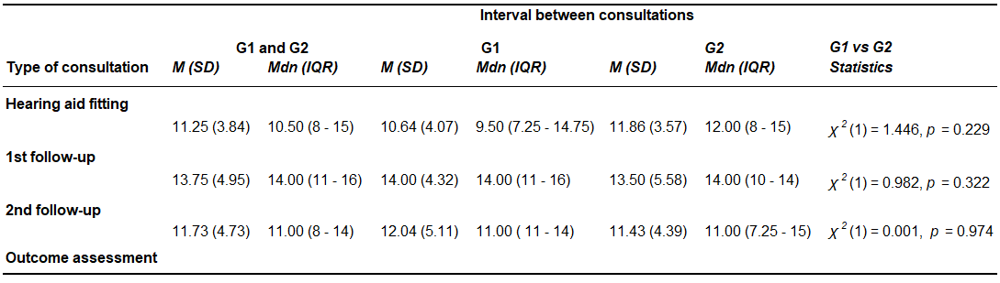 Interval between consultations
G1 and G2 G1 G2 G1 vs G2
Type of consultation M (SD) Mdn (IQR) M (SD) Mdn (IQR) M (SD) Mdn (IQR) Statistics
Hearing aid fitting
11.25 (3.84) 10.50 (8 - 15) 10.64 (4.07) 9.50 (7.25 - 14.75) 11.86 (3.57) 12.00 (8 - 15) χ²(1) = 1.446, p = 0.229
1st follow-up
13.75 (4.95) 14.00 (11 - 16) 14.00 (4.32) 14.00 (11 - 16) 13.50 (5.58) 14.00 (10 - 14) χ²(1) = 0.982, p = 0.322
2nd follow-up
11.73 (4.73) 11.00 (8 - 14) 12.04 (5.11) 11.00 ( 11 - 14) 11.43 (4.39) 11.00 (7.25 - 15) χ²(1) = 0.001, p = 0.974
Outcome assessment